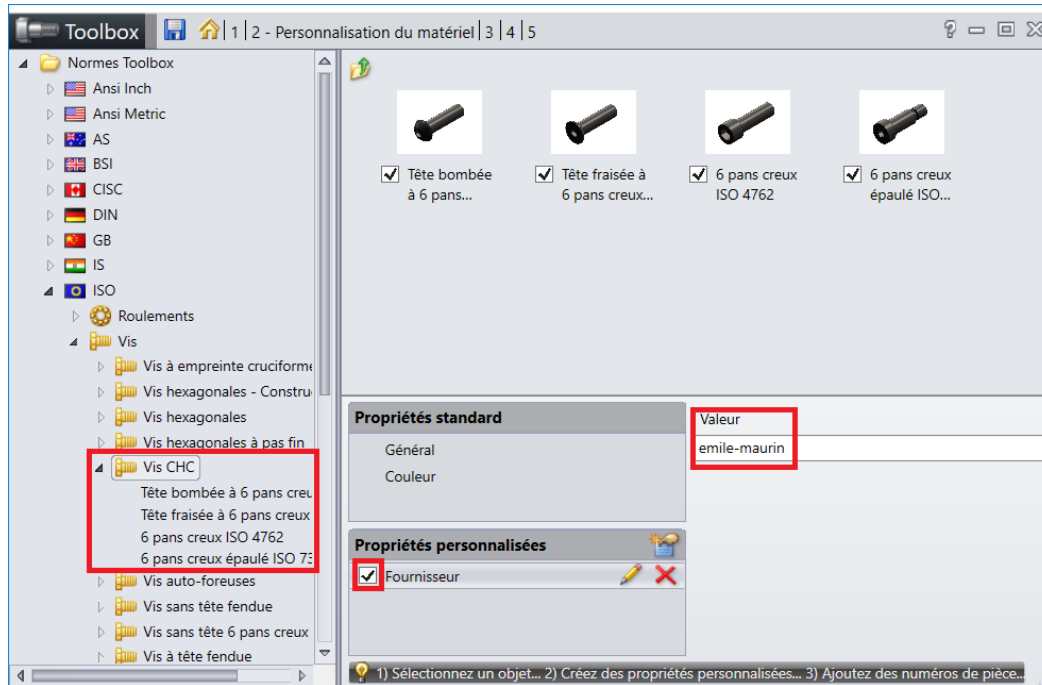 Toolbox 1 2 - Personnalisation du matériel 3 4 5
Normes Toolbox
Ansi Inch
Ansi Metric
AS
BSI
CISC
DIN
GB
IS
ISO
Roulements
Vis
Vis à empreinte cruciforme
Vis hexagonales - Constru
Vis hexagonales
Vis hexagonales à pas fin
Vis CHC
Tête bombée à 6 pans creu
Tête fraisée à 6 pans creux
6 pans creux ISO 4762
6 pans creux épaulé ISO 73
Vis auto-foreuses
Vis sans tête fendue
Vis sans tête 6 pans creux
Vis à tête fendue
Tête bombée
à 6 pans...
Tête fraisée à
6 pans creux...
6 pans creux
ISO 4762
6 pans creux
épaulé ISO...
Propriétés standard
Général
Couleur
Valeur
emile-maurin
Propriétés personnalisées
Fournisseur
1) Sélectionnez un objet... 2) Créez des propriétés personnalisées... 3) Ajoutez des numéros de pièce...